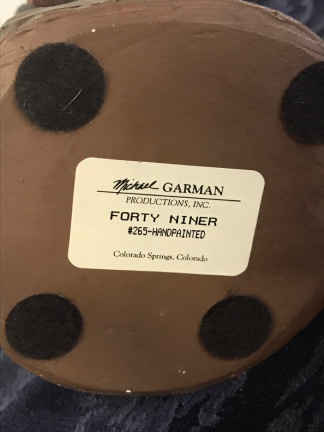 Michael GARMAN
PRODUCTIONS, INC.
FORTY NINER
#265-HANDPAINTED
Colorado Springs, Colorado